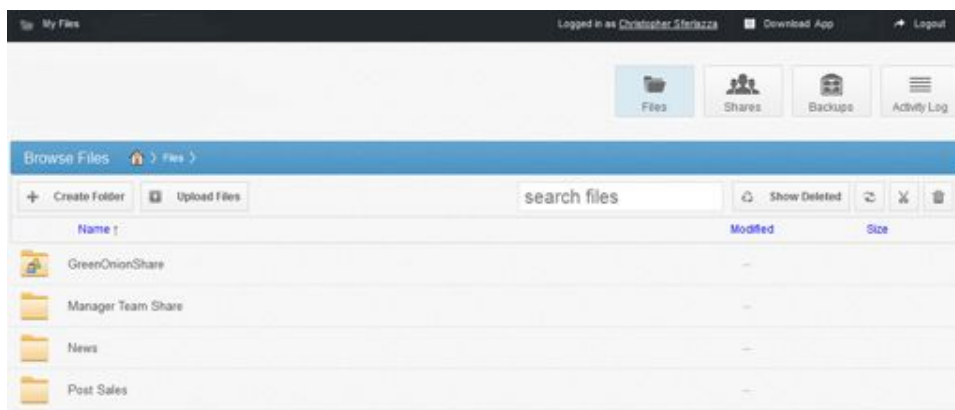 My Files Logged in as Christopher Sferlazza Download App Logout
Files Shares Backups Activity Log
Browse Files Files
Create Folder Upload Files search files Show Deleted
Name ↑ Modified Size
GreenOnionShare --
Manager Team Share --
News --
Post Sales --